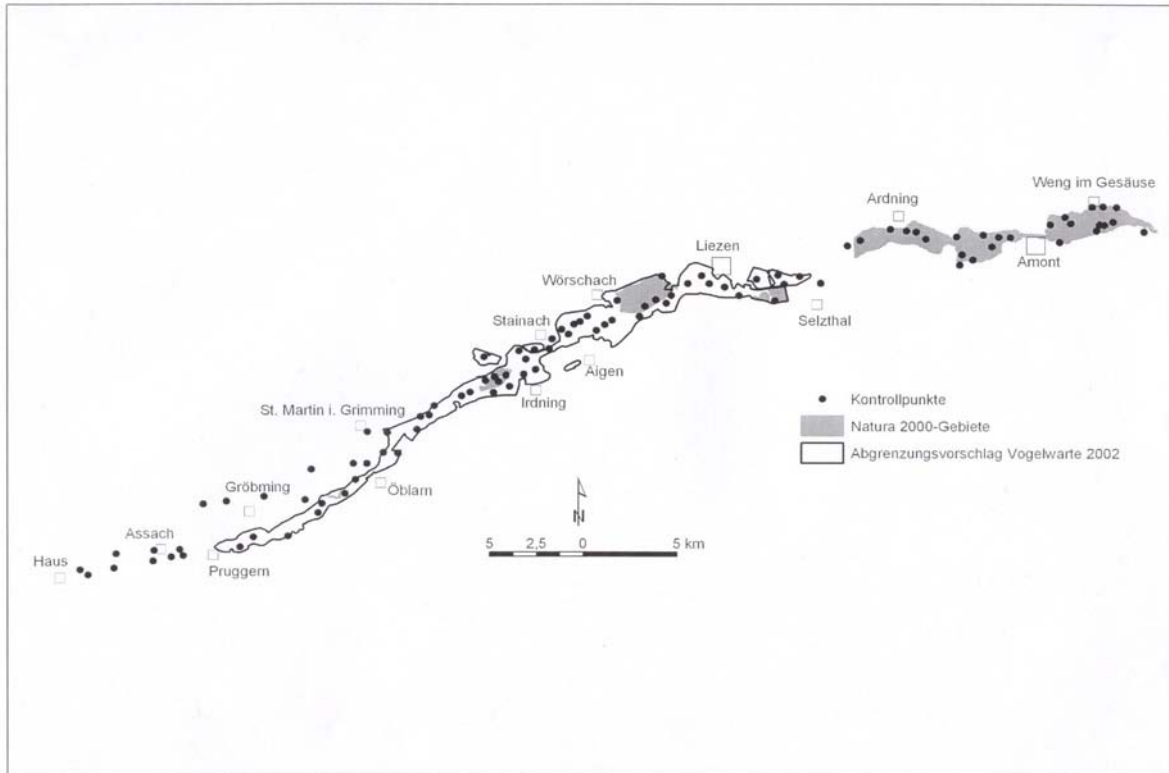 Weng im Gesäuse
Ardning
Amont
Liezen
Wörschach
Selzthal
Stainach
Aigen
Irdning
St. Martin i. Grimming
Gröbming
Öblarn
Assach
Haus
Pruggern
Kontrollpunkte
Natura 2000-Gebiete
Abgrenzungsvorschlag Vogelwarte 2002
N
5 2,5 0 5 km